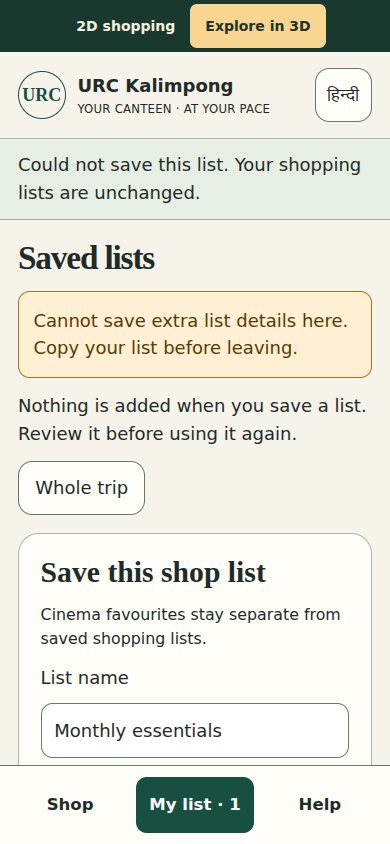 2D shopping
Explore in 3D
URC
URC Kalimpong
YOUR CANTEEN · AT YOUR PACE
हिन्दी
Could not save this list. Your shopping
lists are unchanged.
Saved lists
Cannot save extra list details here.
Copy your list before leaving.
Nothing is added when you save a list.
Review it before using it again.
Whole trip
Save this shop list
Cinema favourites stay separate from
saved shopping lists.
List name
Monthly essentials
Shop
My list · 1
Help